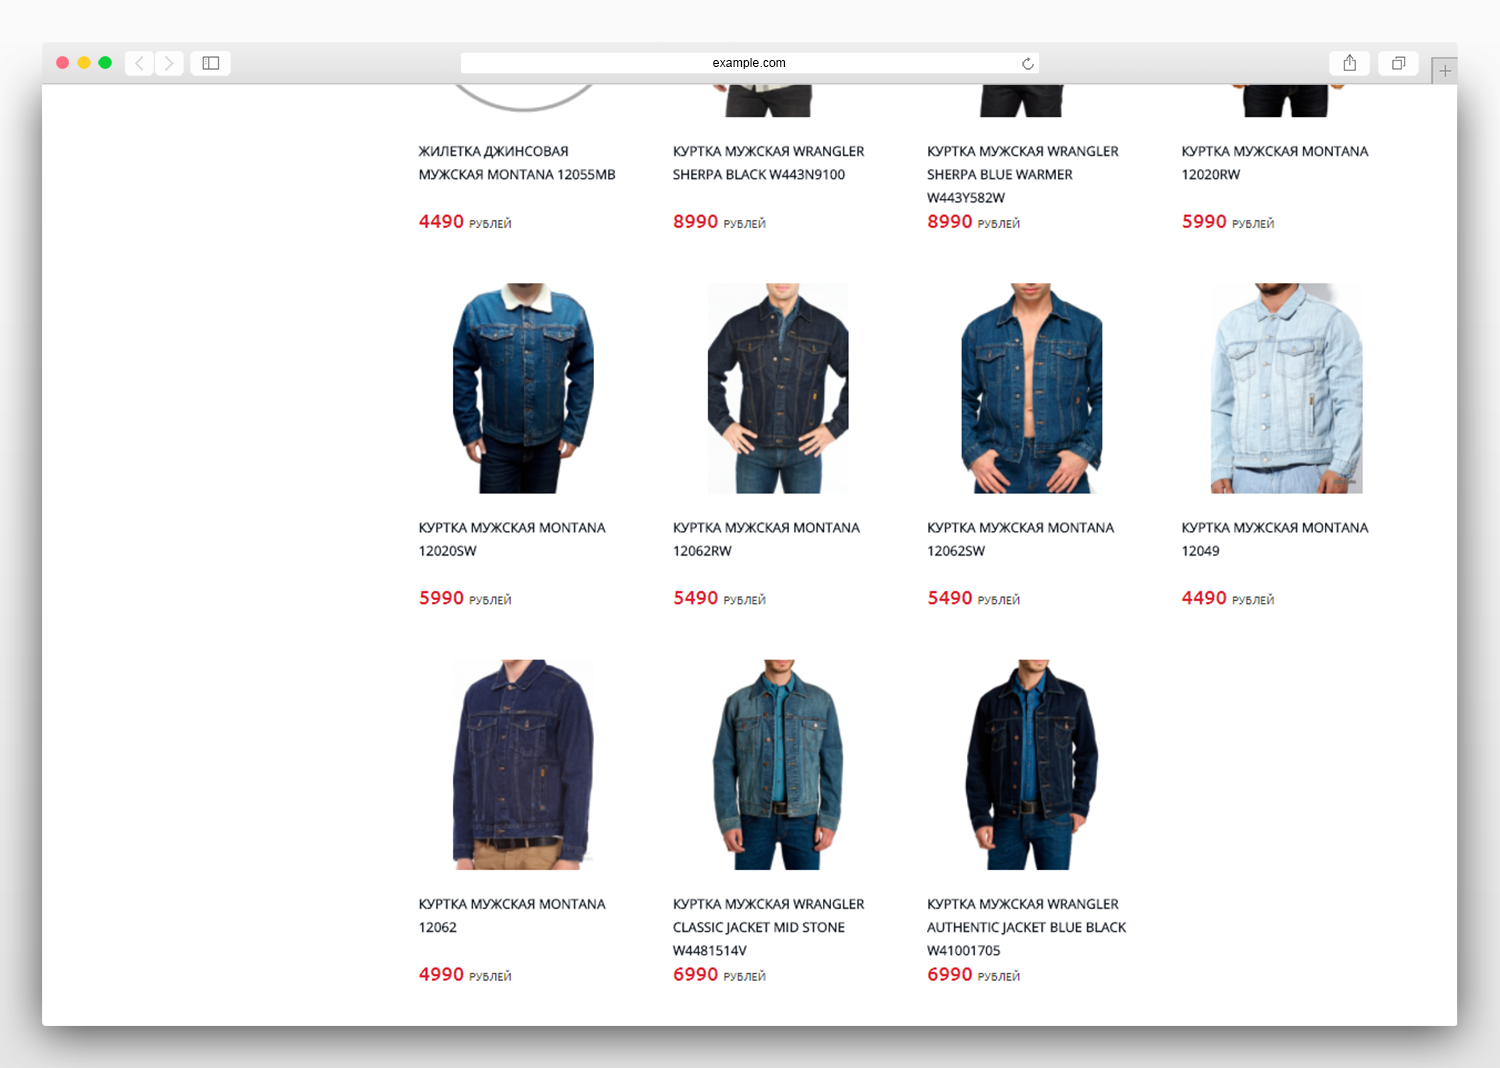 example.com
ЖИЛЕТКА ДЖИНСОВАЯ
МУЖСКАЯ MONTANA 12055MB
4490 РУБЛЕЙ
КУРТКА МУЖСКАЯ WRANGLER
SHERPA BLACK W443N9100
8990 РУБЛЕЙ
КУРТКА МУЖСКАЯ WRANGLER
SHERPA BLUE WARMER
W443Y582W
8990 РУБЛЕЙ
КУРТКА МУЖСКАЯ MONTANA
12020RW
5990 РУБЛЕЙ
КУРТКА МУЖСКАЯ MONTANA
12020SW
5990 РУБЛЕЙ
КУРТКА МУЖСКАЯ MONTANA
12062RW
5490 РУБЛЕЙ
КУРТКА МУЖСКАЯ MONTANA
12062SW
5490 РУБЛЕЙ
КУРТКА МУЖСКАЯ MONTANA
12049
4490 РУБЛЕЙ
КУРТКА МУЖСКАЯ MONTANA
12062
4990 РУБЛЕЙ
КУРТКА МУЖСКАЯ WRANGLER
CLASSIC JACKET MID STONE
W4481514V
6990 РУБЛЕЙ
КУРТКА МУЖСКАЯ WRANGLER
AUTHENTIC JACKET BLUE BLACK
W41001705
6990 РУБЛЕЙ